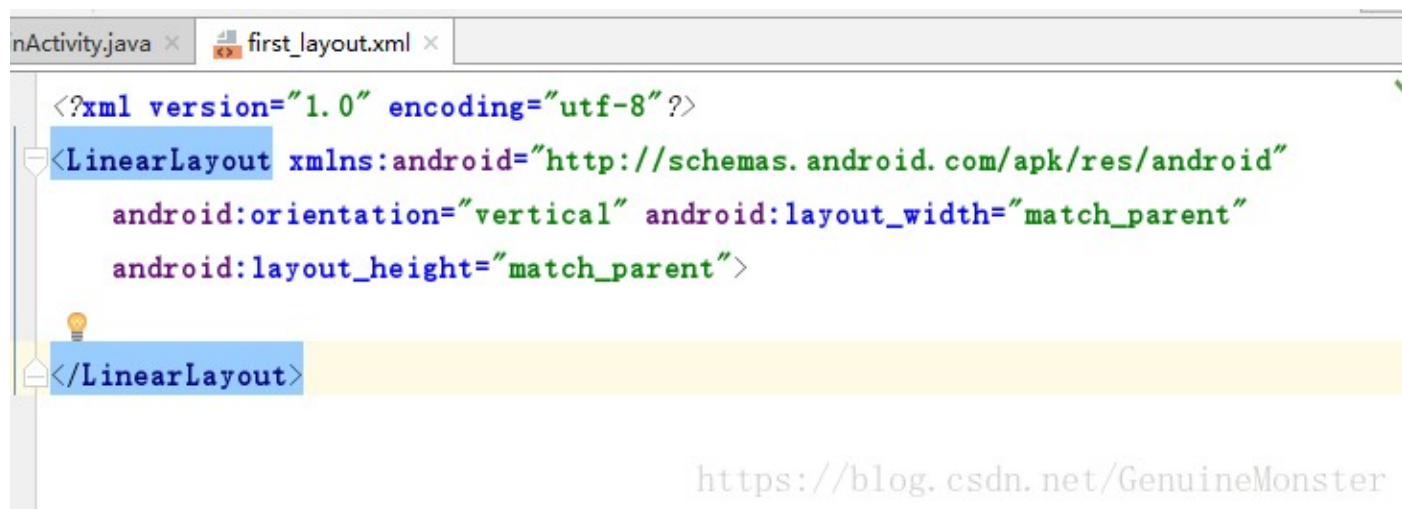 nActivity.java
first_layout.xml
<?xml version="1.0" encoding="utf-8"?>
<LinearLayout xmlns:android="http://schemas.android.com/apk/res/android"
android:orientation="vertical" android:layout_width="match_parent"
android:layout_height="match_parent">
</LinearLayout>
https://blog.csdn.net/GenuineMonster